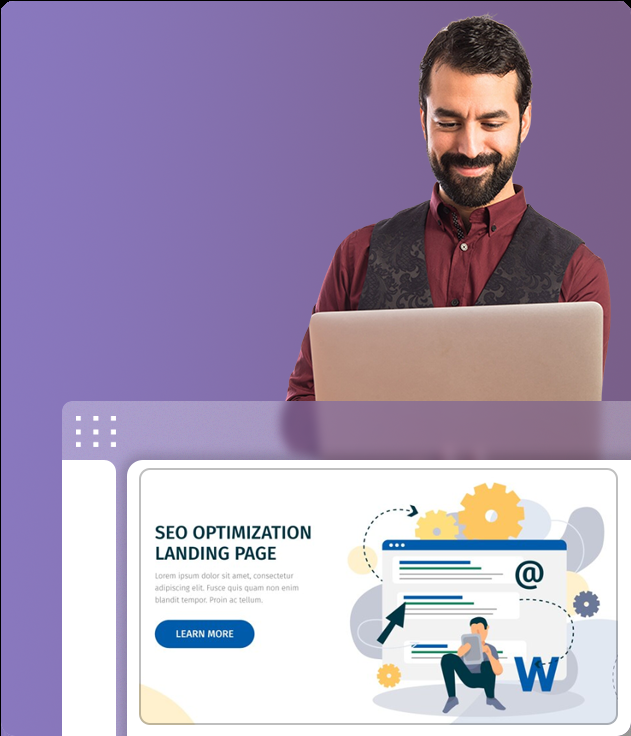 SEO OPTIMIZATION
LANDING PAGE
Lorem ipsum dolor sit amet, consectetur
adipiscing elit. Fusce quis quam non enim
blandit tempor. Proin ac tellum.
LEARN MORE
@
W